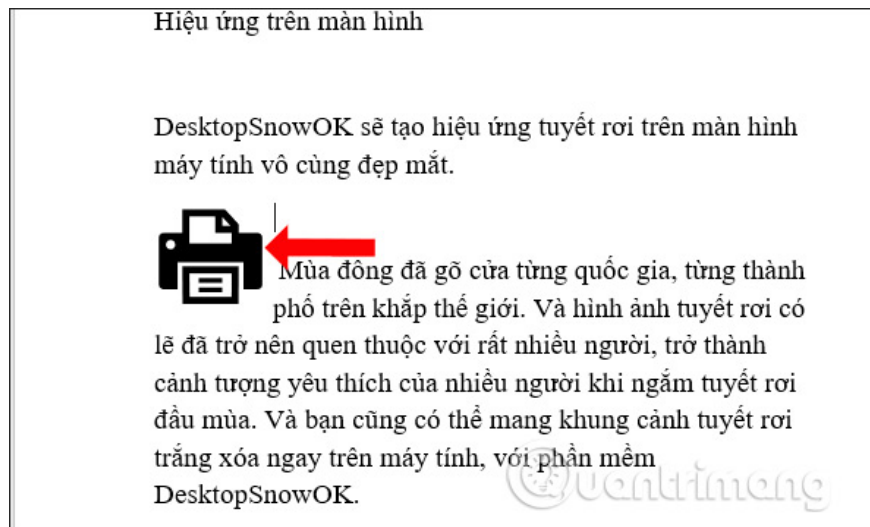 Hiệu ứng trên màn hình
DesktopSnowOK sẽ tạo hiệu ứng tuyết rơi trên màn hình
máy tính vô cùng đẹp mắt.
Mùa đông đã gõ cửa từng quốc gia, từng thành
phố trên khắp thế giới. Và hình ảnh tuyết rơi có
lẽ đã trở nên quen thuộc với rất nhiều người, trở thành
cảnh tượng yêu thích của nhiều người khi ngắm tuyết rơi
đầu mùa. Và bạn cũng có thể mang khung cảnh tuyết rơi
trắng xóa ngay trên máy tính, với phần mềm
DesktopSnowOK.
Quantrimang